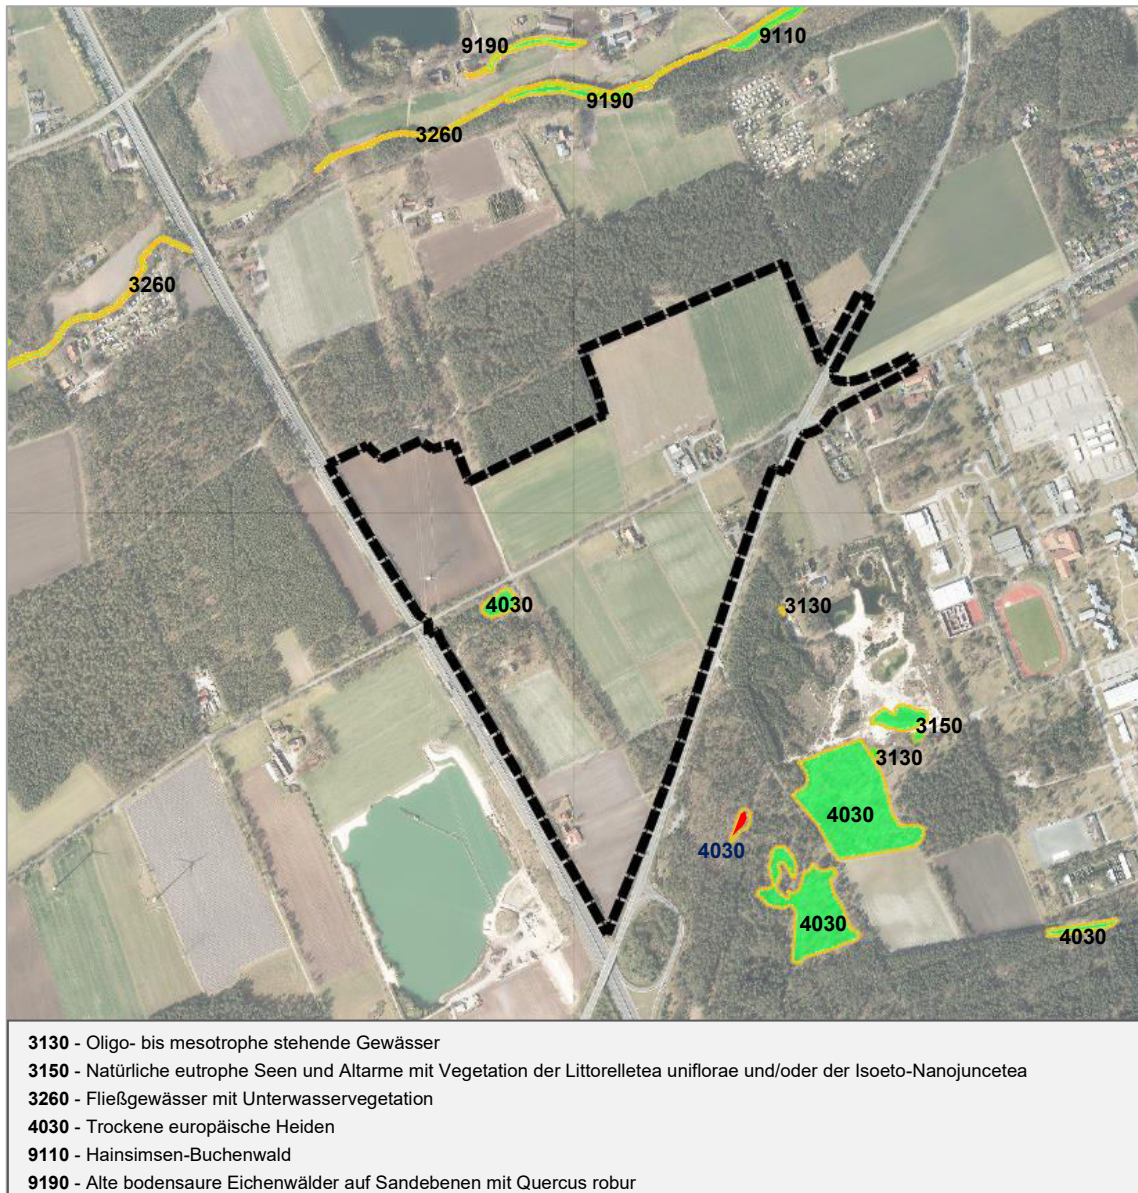 9190
9110
9190
3260
3260
4030
3130
3150
3130
4030
4030
4030
4030
3130 - Oligo- bis mesotrophe stehende Gewässer
3150 - Natürliche eutrophe Seen und Altarme mit Vegetation der Littorelletea uniflorae und/oder der Isoeto-Nanojuncetea
3260 - Fließgewässer mit Unterwasservegetation
4030 - Trockene europäische Heiden
9110 - Hainsimsen-Buchenwald
9190 - Alte bodensaure Eichenwälder auf Sandebenen mit Quercus robur